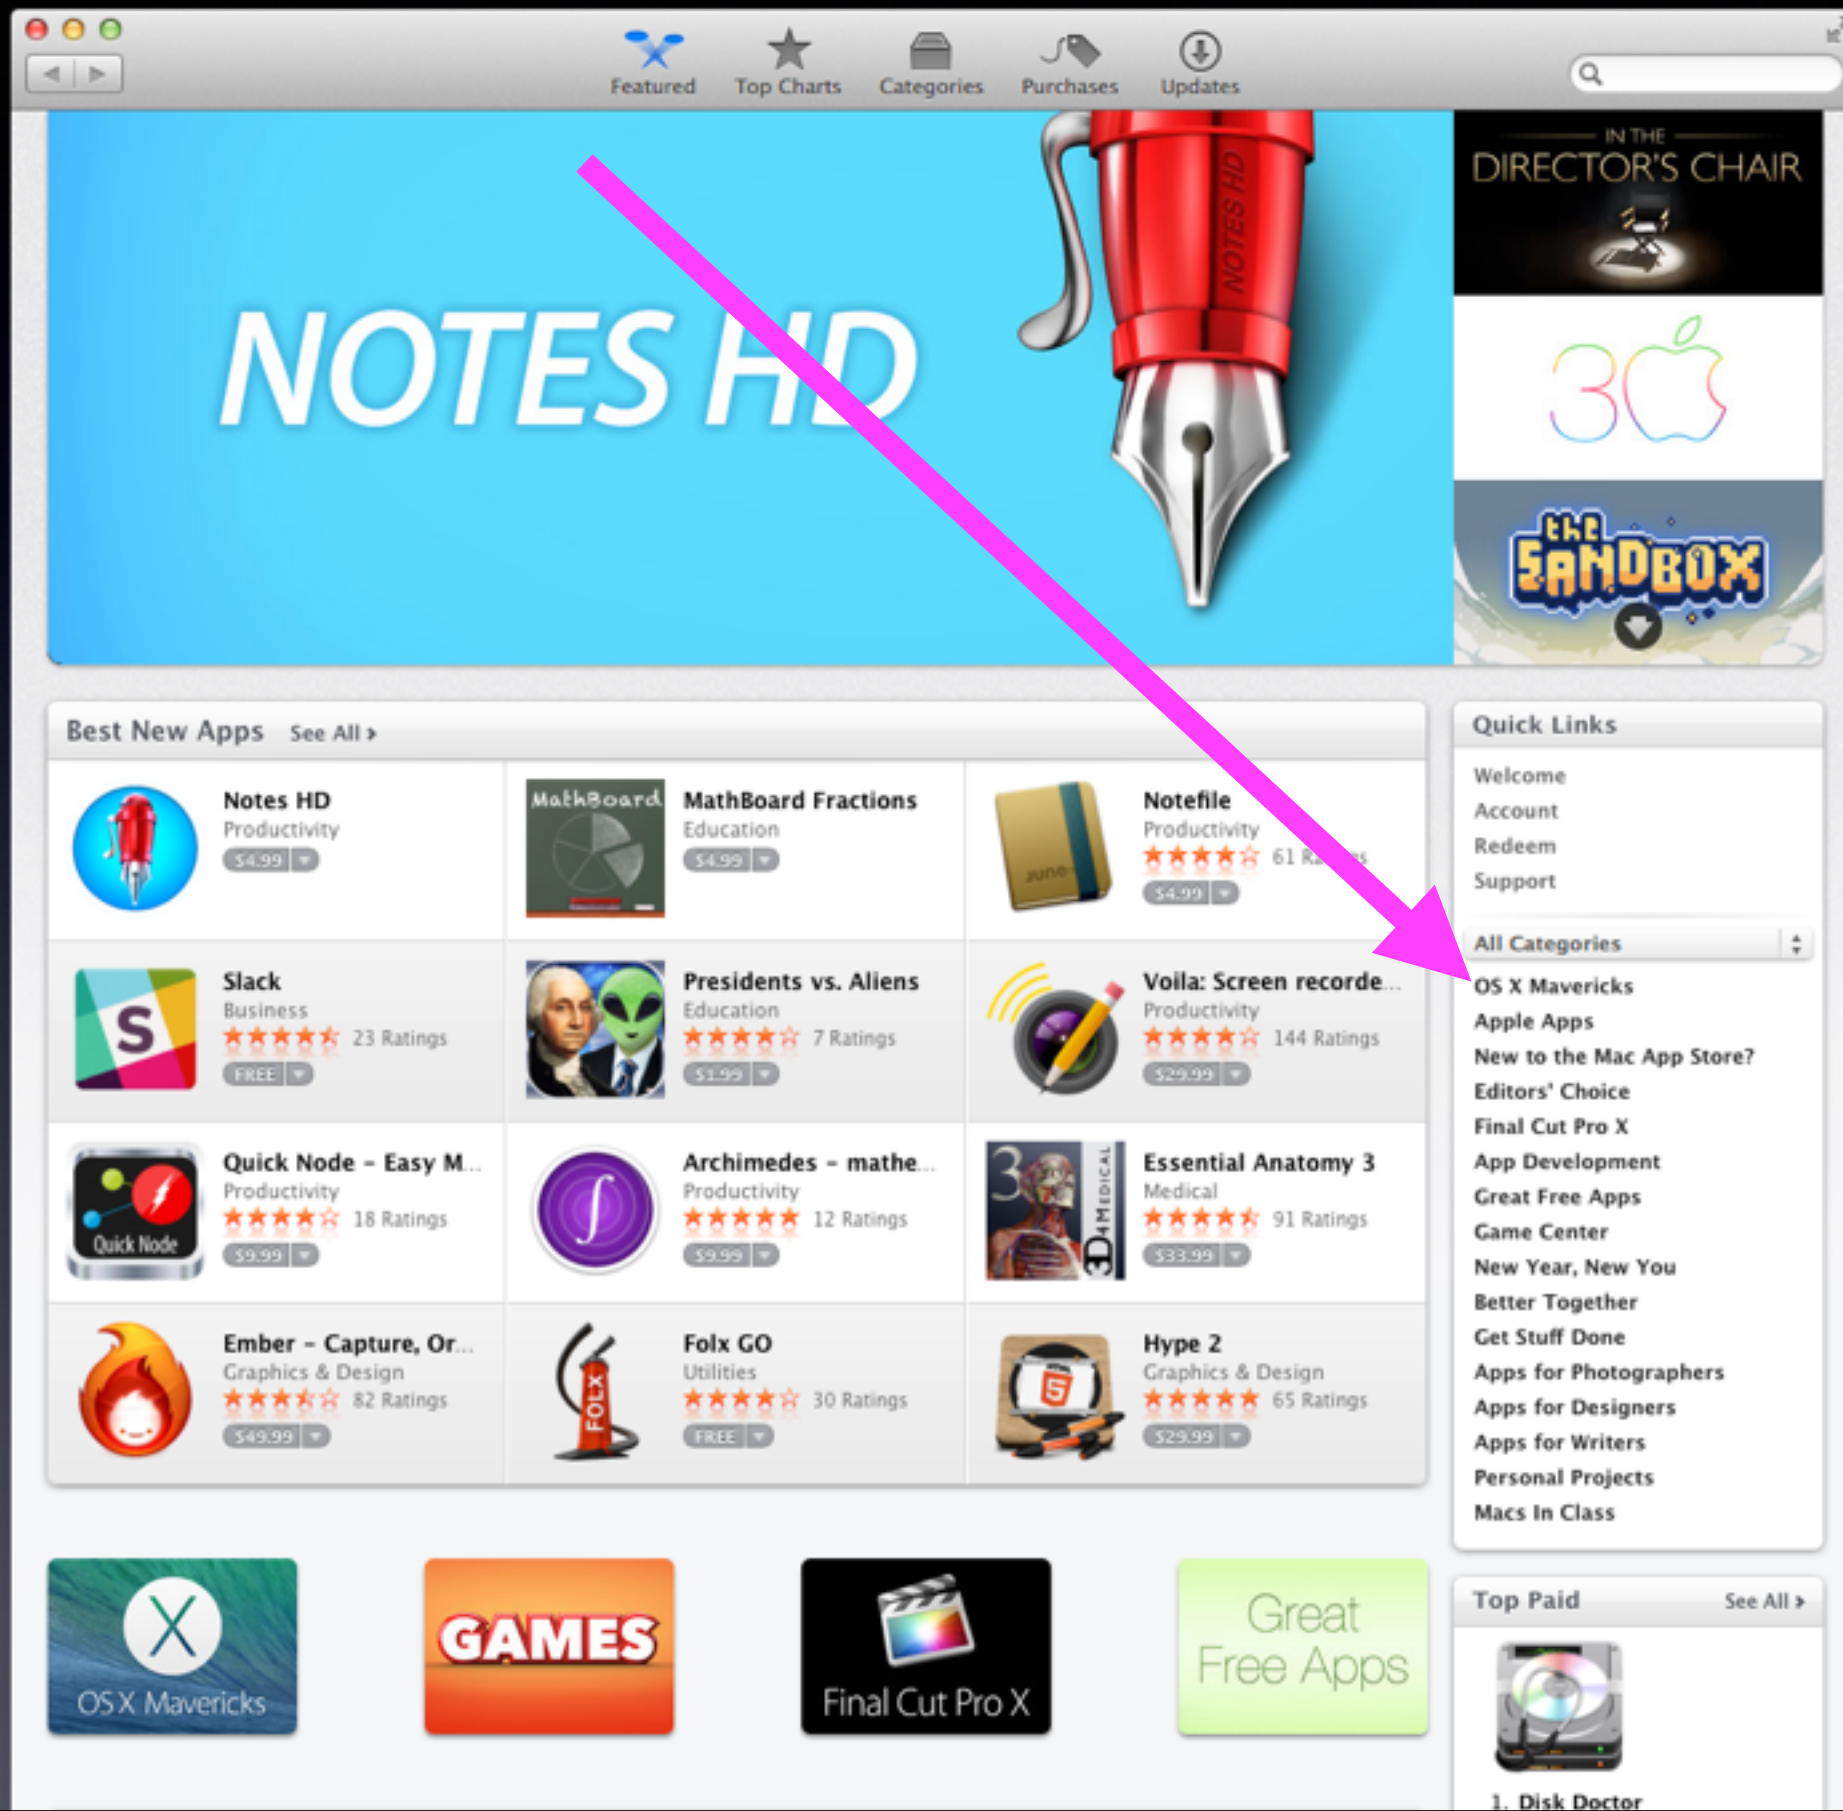 Featured
Top Charts
Categories
Purchases
Updates
NOTES HD
NOTES HD
IN THE
DIRECTOR'S CHAIR
30
the
SANDBOX
Best New Apps See All
Notes HD
Productivity
$4.99
MathBoard
MathBoard Fractions
Education
$4.99
June
Notefile
Productivity
61 Ratings
$4.99
S
Slack
Business
23 Ratings
FREE
Presidents vs. Aliens
Education
7 Ratings
$1.99
Voila: Screen recorde...
Productivity
144 Ratings
$29.99
Quick Node
Quick Node - Easy M...
Productivity
18 Ratings
$9.99
Archimedes - mathe...
Productivity
12 Ratings
$9.99
3
3D4MEDICAL
Essential Anatomy 3
Medical
91 Ratings
$33.99
Ember - Capture, Or...
Graphics & Design
82 Ratings
$49.99
FOLX
Folx GO
Utilities
30 Ratings
FREE
HTML
5
Hype 2
Graphics & Design
65 Ratings
$29.99
Quick Links
Welcome
Account
Redeem
Support
All Categories
OS X Mavericks
Apple Apps
New to the Mac App Store?
Editors' Choice
Final Cut Pro X
App Development
Great Free Apps
Game Center
New Year, New You
Better Together
Get Stuff Done
Apps for Photographers
Apps for Designers
Apps for Writers
Personal Projects
Macs In Class
X
OS X Mavericks
GAMES
Final Cut Pro X
Great
Free Apps
Top Paid See All
1. Disk Doctor